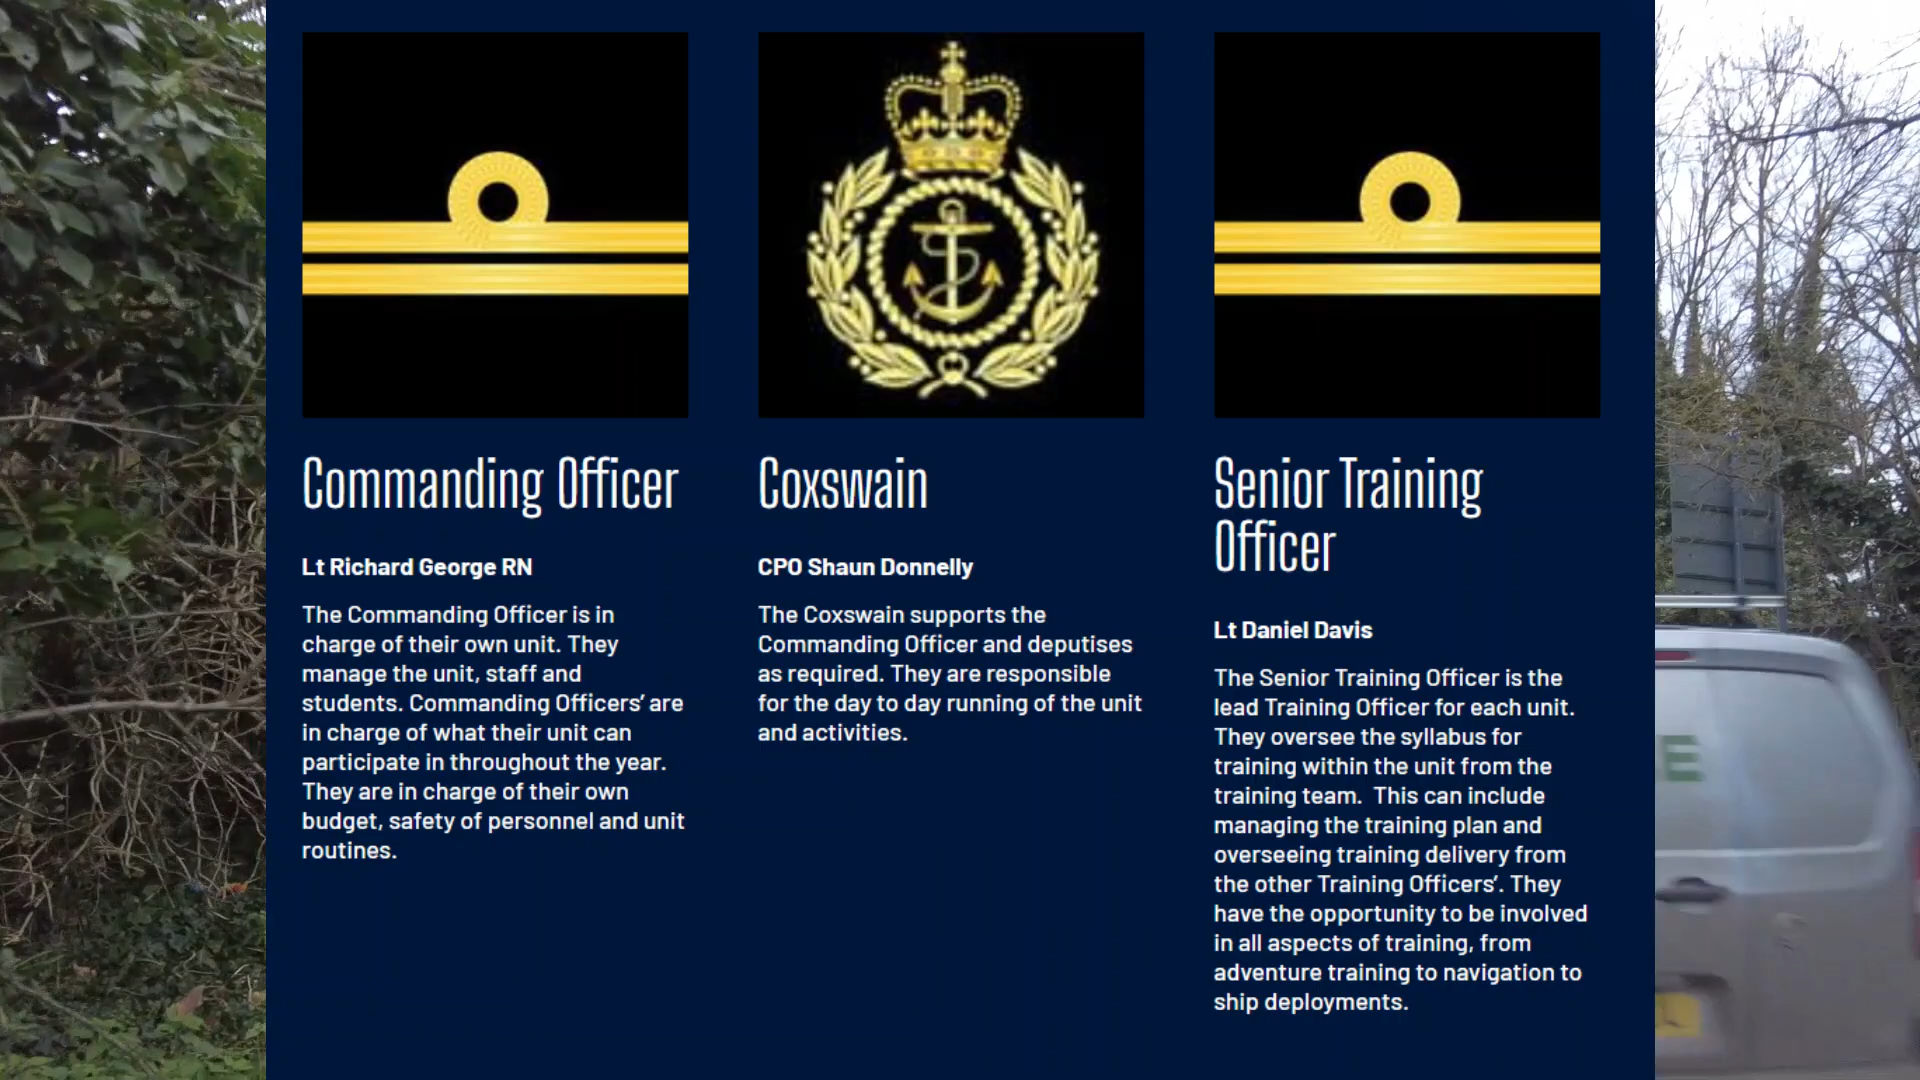 Commanding Officer
Lt Richard George RN
The Commanding Officer is in
charge of their own unit. They
manage the unit, staff and
students. Commanding Officers’ are
in charge of what their unit can
participate in throughout the year.
They are in charge of their own
budget, safety of personnel and unit
routines.
Coxswain
CPO Shaun Donnelly
The Coxswain supports the
Commanding Officer and deputises
as required. They are responsible
for the day to day running of the unit
and activities.
Senior Training
Officer
Lt Daniel Davis
The Senior Training Officer is the
lead Training Officer for each unit.
They oversee the syllabus for
training within the unit from the
training team.  This can include
managing the training plan and
overseeing training delivery from
the other Training Officers’. They
have the opportunity to be involved
in all aspects of training, from
adventure training to navigation to
ship deployments.
E